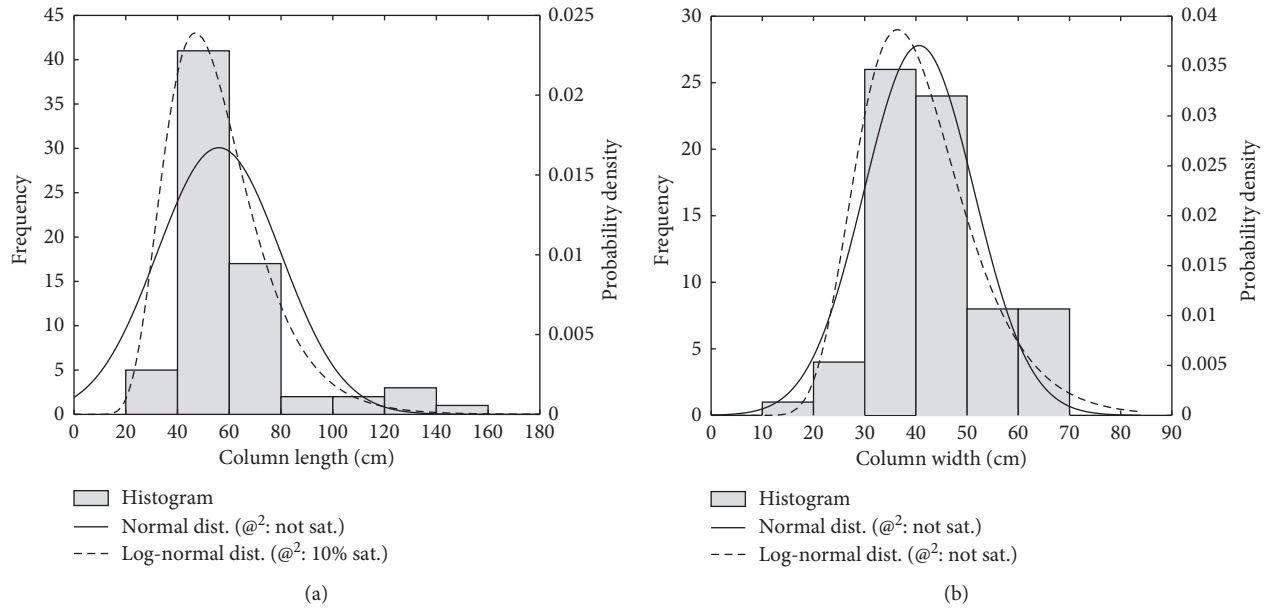 45
40
35
30
25
20
15
10
5
0
Frequency
0.025
0.02
0.015
0.01
0.005
0
Probability density
0 20 40 60 80 100 120 140 160 180
Column length (cm)
Histogram
Normal dist. (@²: not sat.)
Log-normal dist. (@²: 10% sat.)
(a)
30
25
20
15
10
5
0
Frequency
0.04
0.035
0.03
0.025
0.02
0.015
0.01
0.005
0
Probability density
0 10 20 30 40 50 60 70 80 90
Column width (cm)
Histogram
Normal dist. (@²: not sat.)
Log-normal dist. (@²: not sat.)
(b)